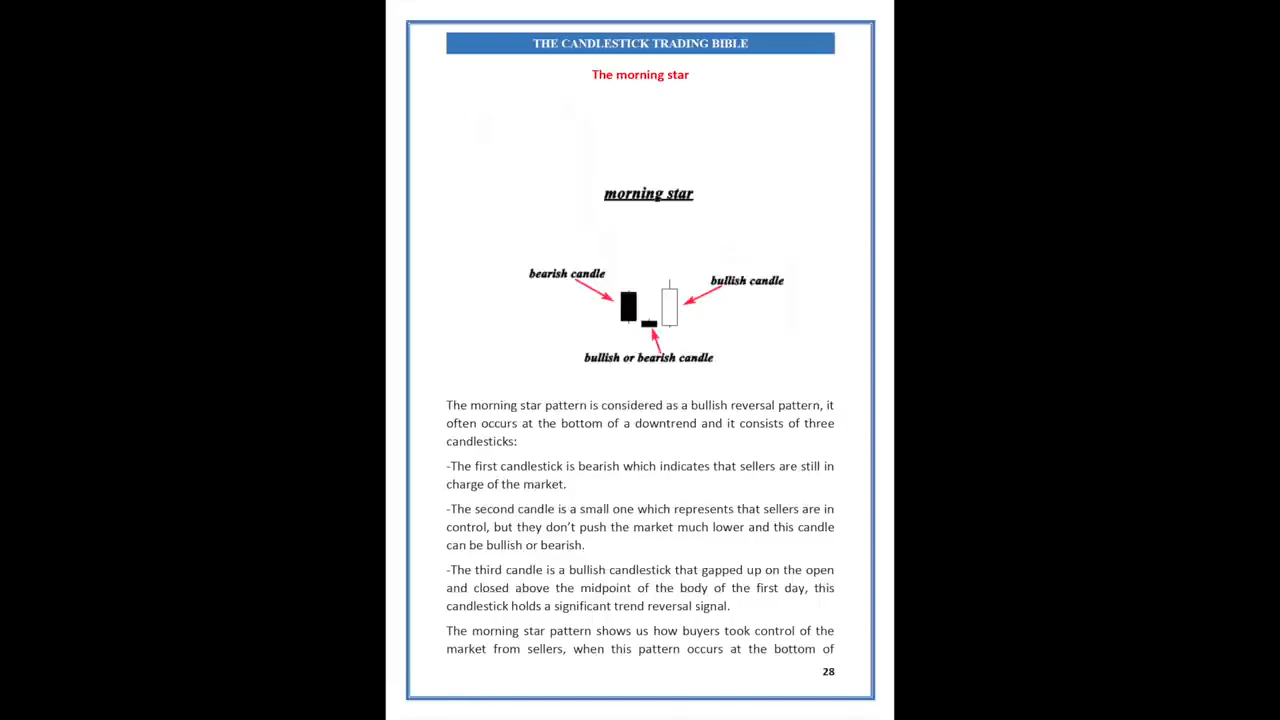 THE CANDLESTICK TRADING BIBLE
The morning star
morning star
bearish candle
bullish candle
bullish or bearish candle
The morning star pattern is considered as a bullish reversal pattern, it
often occurs at the bottom of a downtrend and it consists of three
candlesticks:
-The first candlestick is bearish which indicates that sellers are still in
charge of the market.
-The second candle is a small one which represents that sellers are in
control, but they don’t push the market much lower and this candle
can be bullish or bearish.
-The third candle is a bullish candlestick that gapped up on the open
and closed above the midpoint of the body of the first day, this
candlestick holds a significant trend reversal signal.
The morning star pattern shows us how buyers took control of the
market from sellers, when this pattern occurs at the bottom of
28